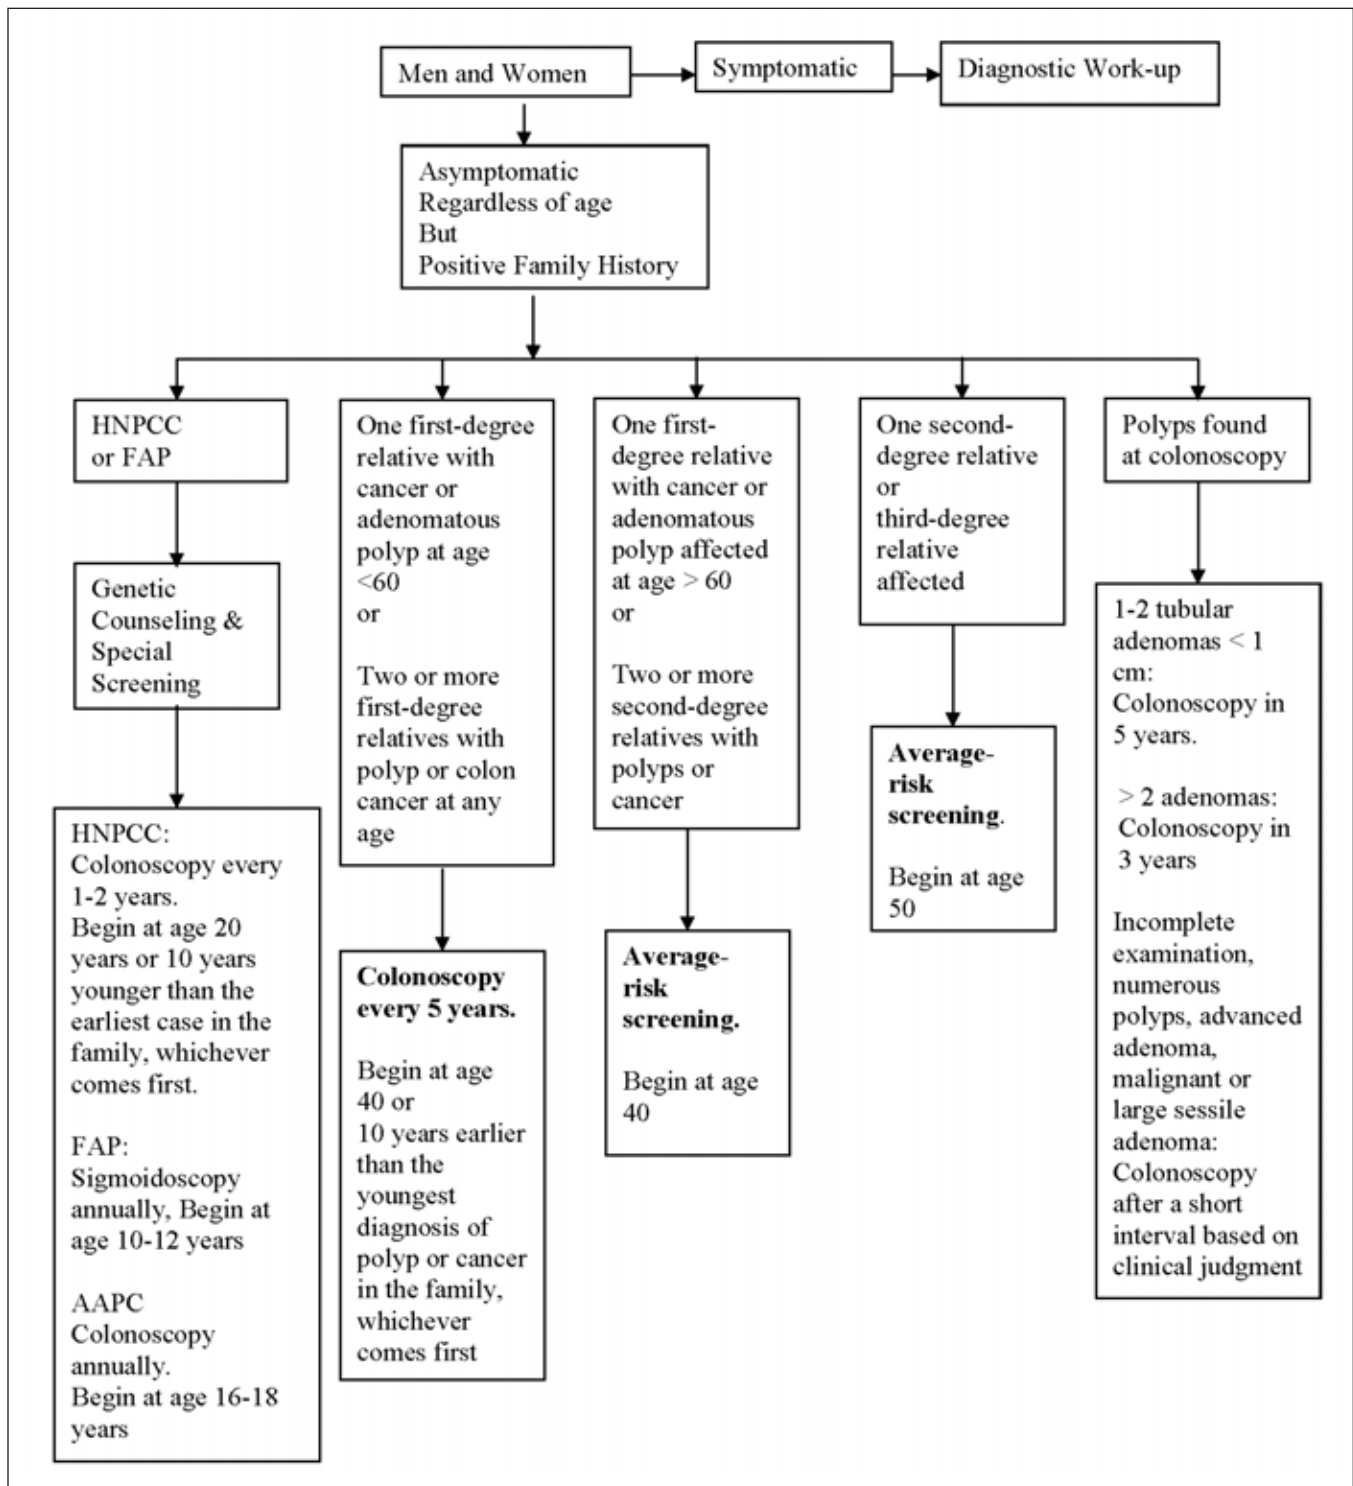 Men and Women
Symptomatic
Diagnostic Work-up
Asymptomatic
Regardless of age
But
Positive Family History
HNPCC
or FAP
Genetic
Counseling &
Special
Screening
HNPCC:
Colonoscopy every
1-2 years.
Begin at age 20
years or 10 years
younger than the
earliest case in the
family, whichever
comes first.
FAP:
Sigmoidoscopy
annually, Begin at
age 10-12 years
AAPC
Colonoscopy
annually.
Begin at age 16-18
years
One first-degree
relative with
cancer or
adenomatous
polyp at age
<60
or
Two or more
first-degree
relatives with
polyp or colon
cancer at any
age
Colonoscopy
every 5 years.
Begin at age
40 or
10 years earlier
than the
youngest
diagnosis of
polyp or cancer
in the family,
whichever
comes first
One first-
degree relative
with cancer or
adenomatous
polyp affected
at age > 60
or
Two or more
second-degree
relatives with
polyps or
cancer
Average-
risk
screening.
Begin at age
40
One second-
degree relative
or
third-degree
relative
affected
Average-
risk
screening.
Begin at age
50
Polyps found
at colonoscopy
1-2 tubular
adenomas < 1
cm:
Colonoscopy in
5 years.
> 2 adenomas:
Colonoscopy in
3 years
Incomplete
examination,
numerous
polyps, advanced
adenoma,
malignant or
large sessile
adenoma:
Colonoscopy
after a short
interval based on
clinical judgment